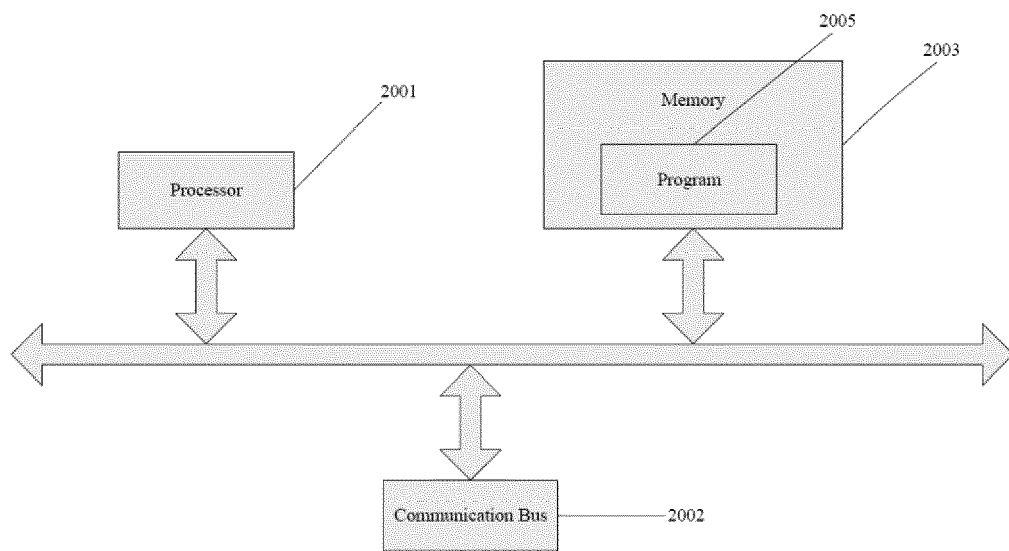 2005
2003
Memory
2001
Program
Processor
Communication Bus
2002